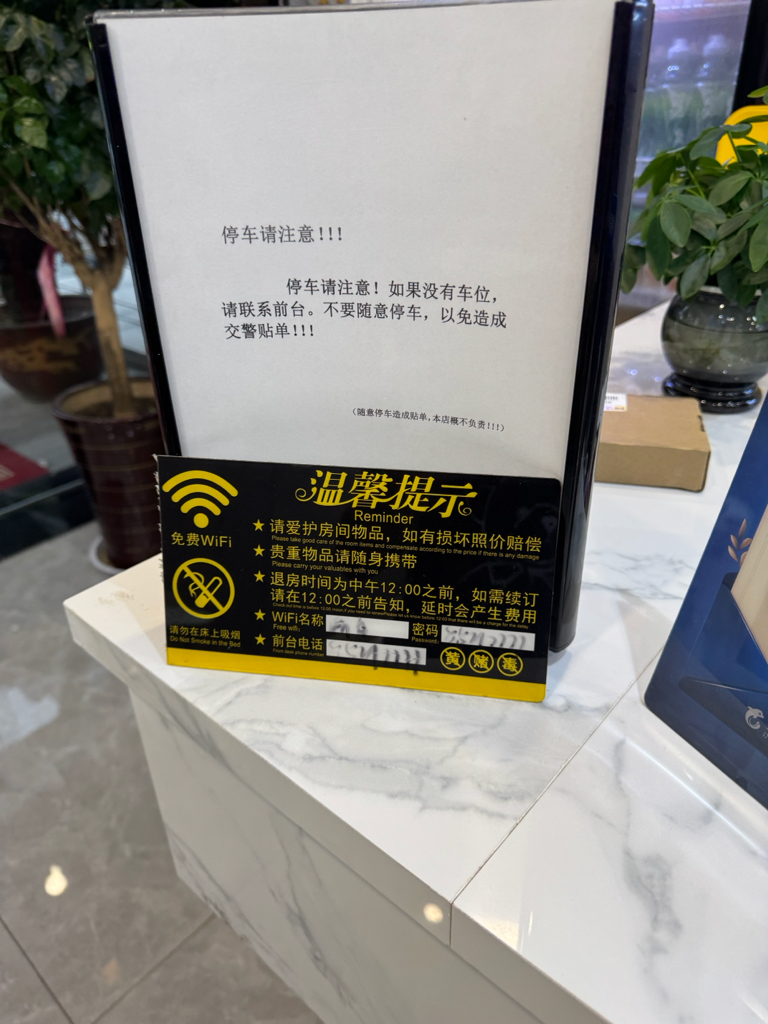 停车请注意!!!
停车请注意! 如果没有车位,
请联系前台。不要随意停车, 以免造成
交警贴单!!!
(随意停车造成贴单, 本店概不负责!!!)
温馨提示
Reminder
免费WiFi
请勿在床上吸烟
Do Not Smoke in the Bed
★ 请爱护房间物品, 如有损坏照价赔偿
Please take good care of the room items and compensate according to the price if there is any damage
★ 贵重物品请随身携带
Please carry your valuables with you
★ 退房时间为中午12:00之前, 如需续订
请在12:00之前告知, 延时会产生费用
★ WiFi名称 密码
Free wifi: Password:
★ 前台电话
Front desk phone number
黄 赌 毒